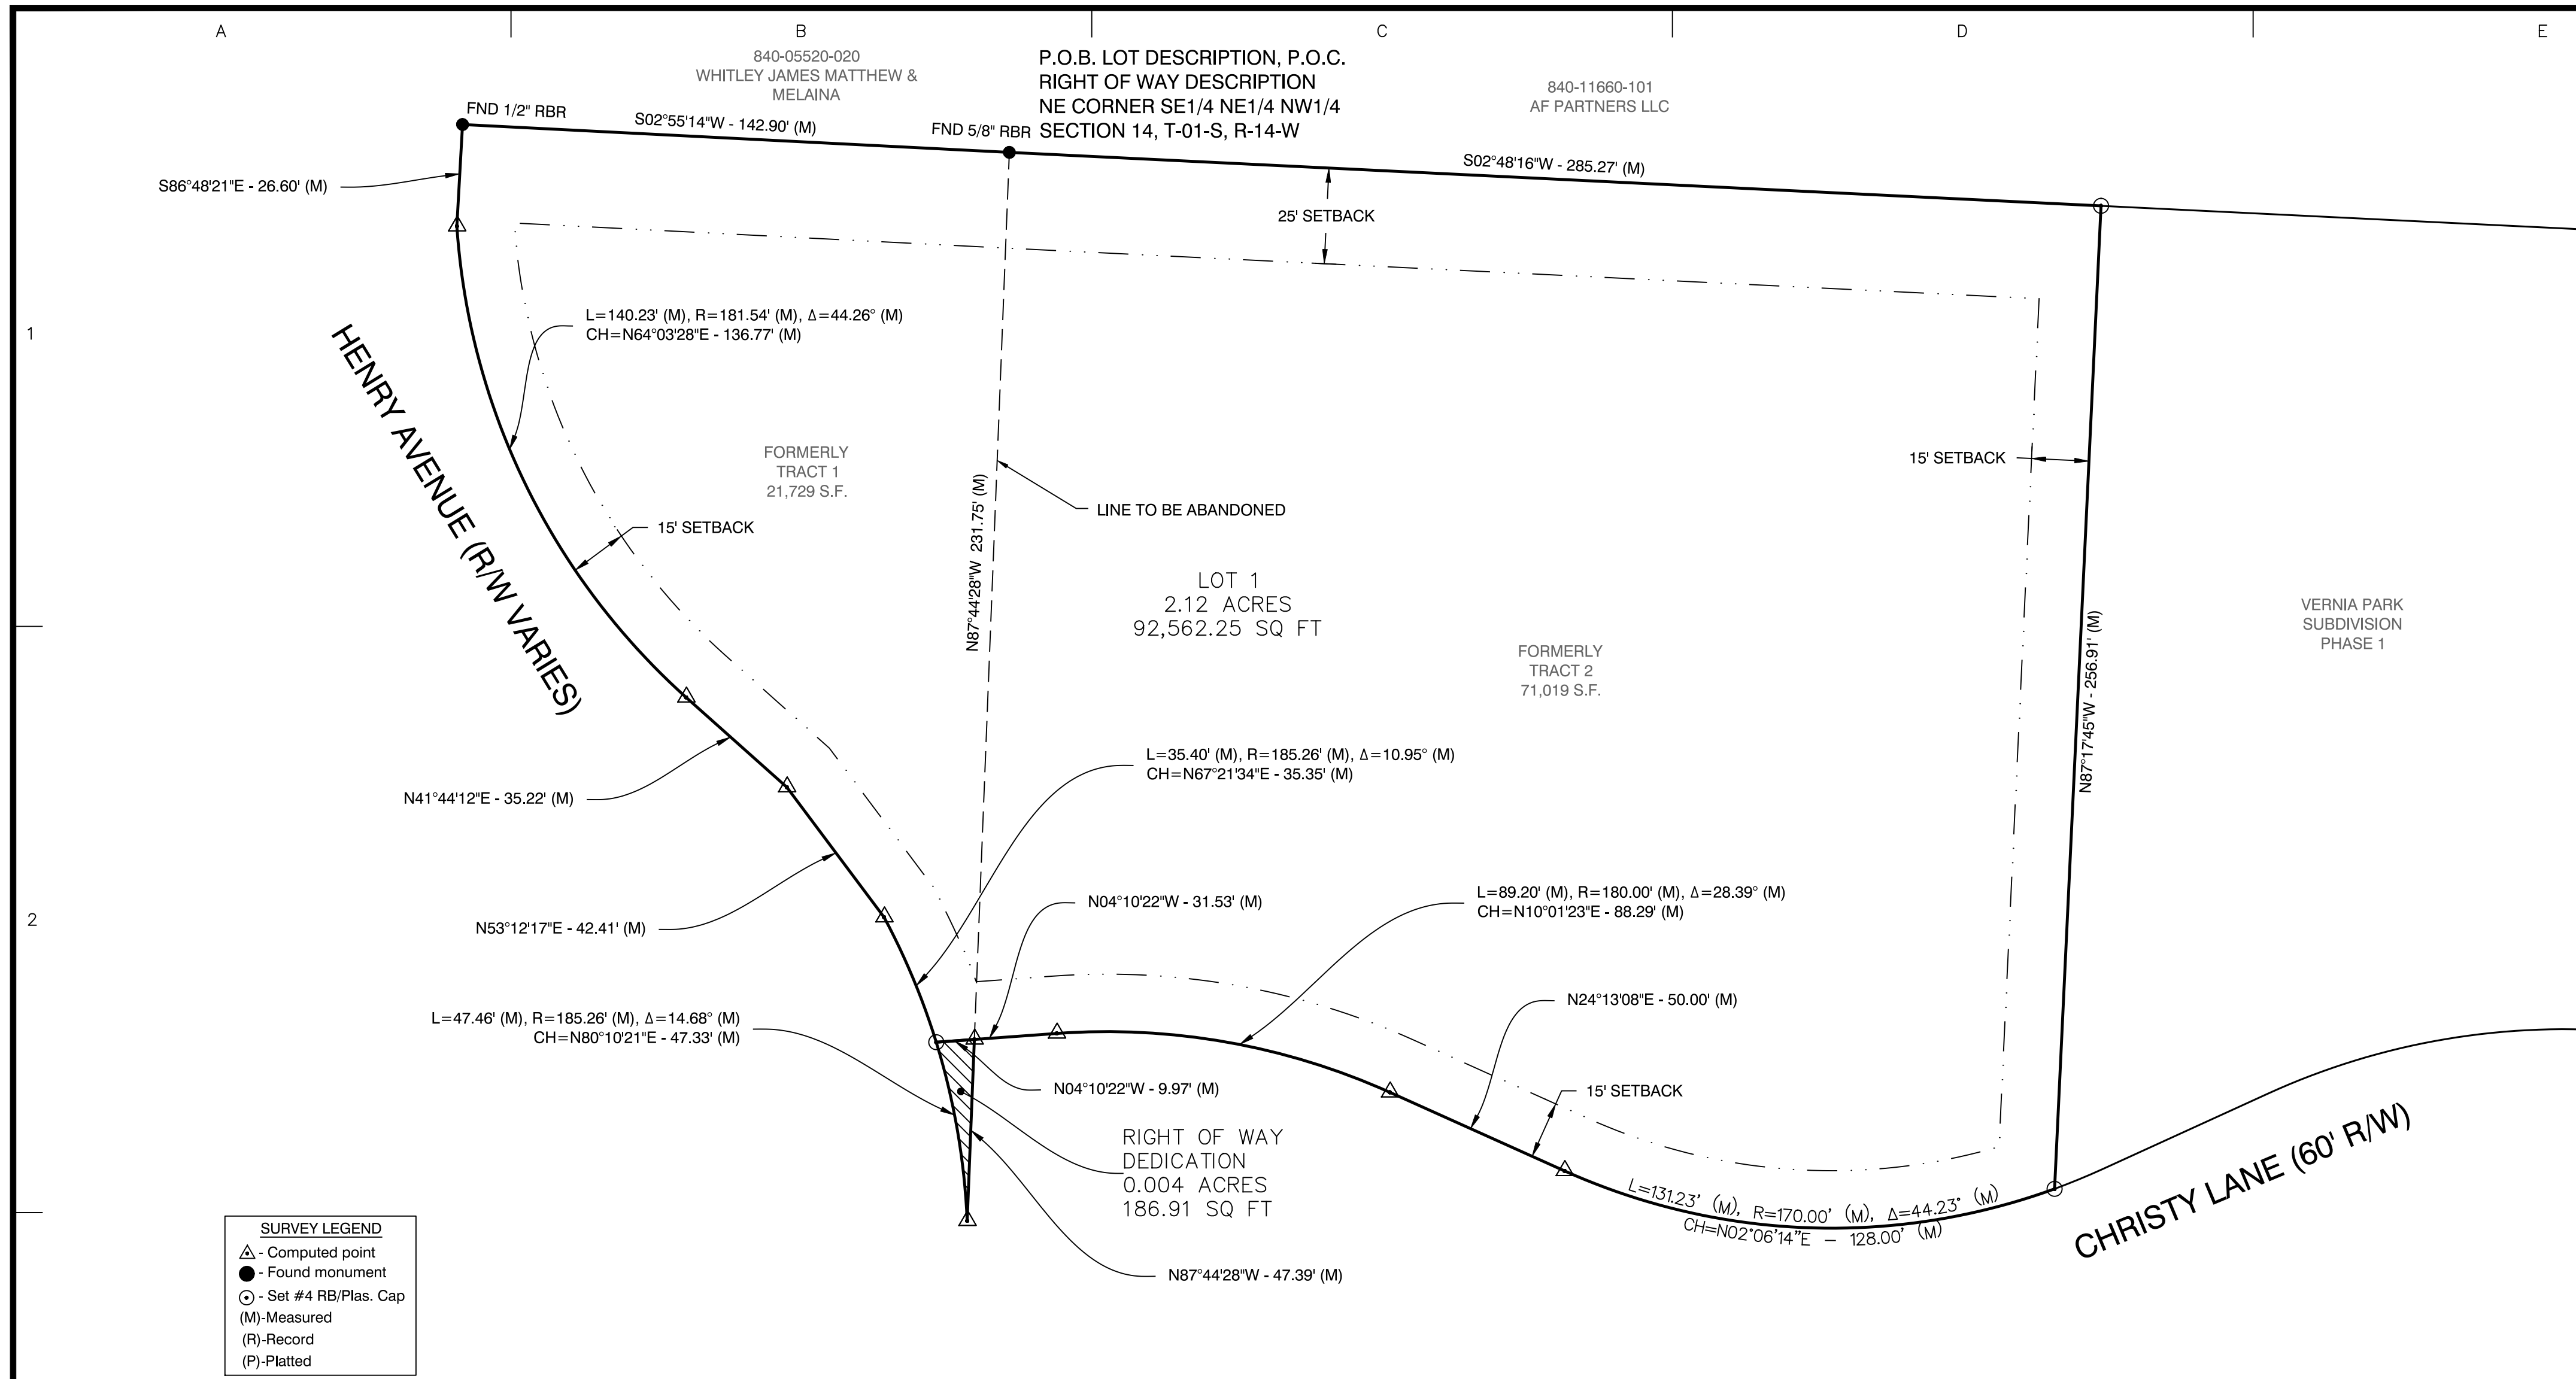 A
B
C
D
E
840-05520-020
WHITLEY JAMES MATTHEW &
MELAINA
P.O.B. LOT DESCRIPTION, P.O.C.
RIGHT OF WAY DESCRIPTION
NE CORNER SE1/4 NE1/4 NW1/4
SECTION 14, T-01-S, R-14-W
840-11660-101
AF PARTNERS LLC
FND 1/2" RBR
S02°55'14"W - 142.90' (M)
FND 5/8" RBR
S02°48'16"W - 285.27' (M)
S86°48'21"E - 26.60' (M)
25' SETBACK
1
L=140.23' (M), R=181.54' (M), Δ=44.26° (M)
CH=N64°03'28"E - 136.77' (M)
HENRY AVENUE (R/W VARIES)
FORMERLY
TRACT 1
21,729 S.F.
15' SETBACK
N87°44'28"W 231.75' (M)
LINE TO BE ABANDONED
15' SETBACK
LOT 1
2.12 ACRES
92,562.25 SQ FT
FORMERLY
TRACT 2
71,019 S.F.
N87°17'45"W - 256.91' (M)
VERNIA PARK
SUBDIVISION
PHASE 1
L=35.40' (M), R=185.26' (M), Δ=10.95° (M)
CH=N67°21'34"E - 35.35' (M)
N41°44'12"E - 35.22' (M)
2
N53°12'17"E - 42.41' (M)
N04°10'22"W - 31.53' (M)
L=89.20' (M), R=180.00' (M), Δ=28.39° (M)
CH=N10°01'23"E - 88.29' (M)
N24°13'08"E - 50.00' (M)
L=47.46' (M), R=185.26' (M), Δ=14.68° (M)
CH=N80°10'21"E - 47.33' (M)
N04°10'22"W - 9.97' (M)
15' SETBACK
RIGHT OF WAY
DEDICATION
0.004 ACRES
186.91 SQ FT
L=131.23' (M), R=170.00' (M), Δ=44.23° (M)
CH=N02°06'14"E - 128.00' (M)
CHRISTY LANE (60' R/W)
N87°44'28"W - 47.39' (M)
SURVEY LEGEND
- Computed point
- Found monument
- Set #4 RB/Plas. Cap
(M)-Measured
(R)-Record
(P)-Platted